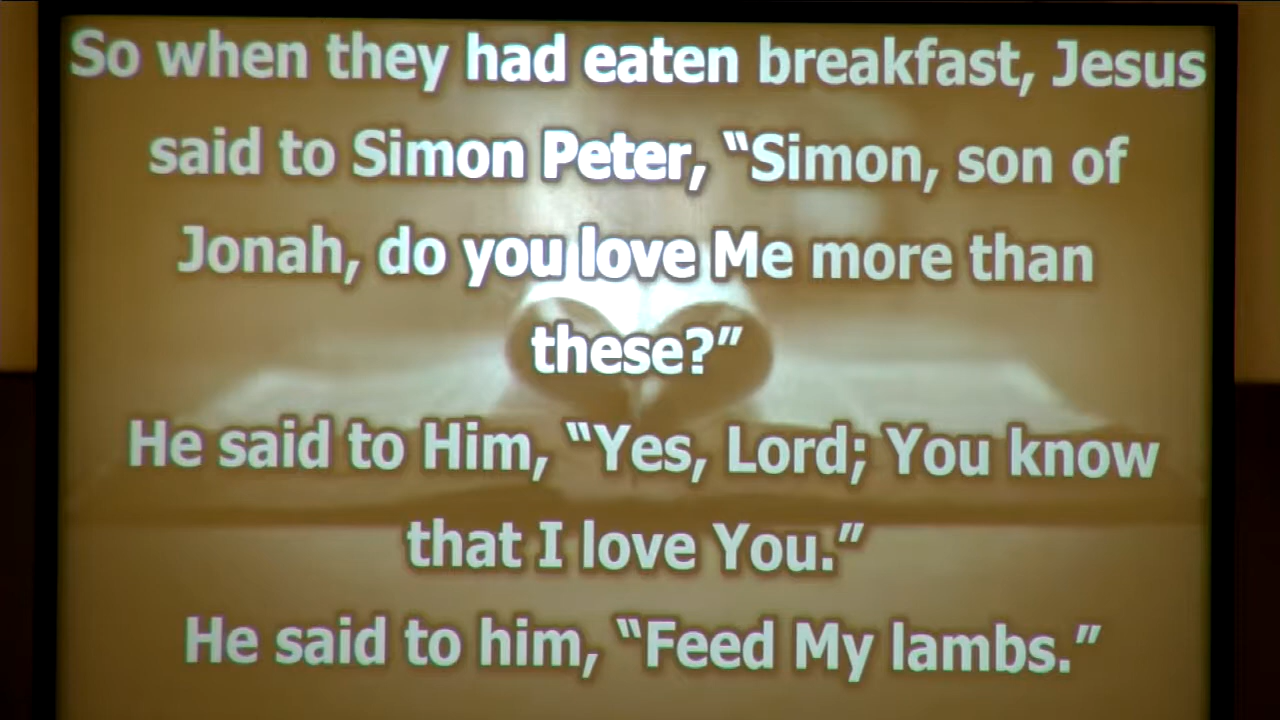 So when they had eaten breakfast, Jesus
said to Simon Peter, “Simon, son of
Jonah, do you love Me more than
these?”
He said to Him, “Yes, Lord; You know
that I love You.”
He said to him, “Feed My lambs.”